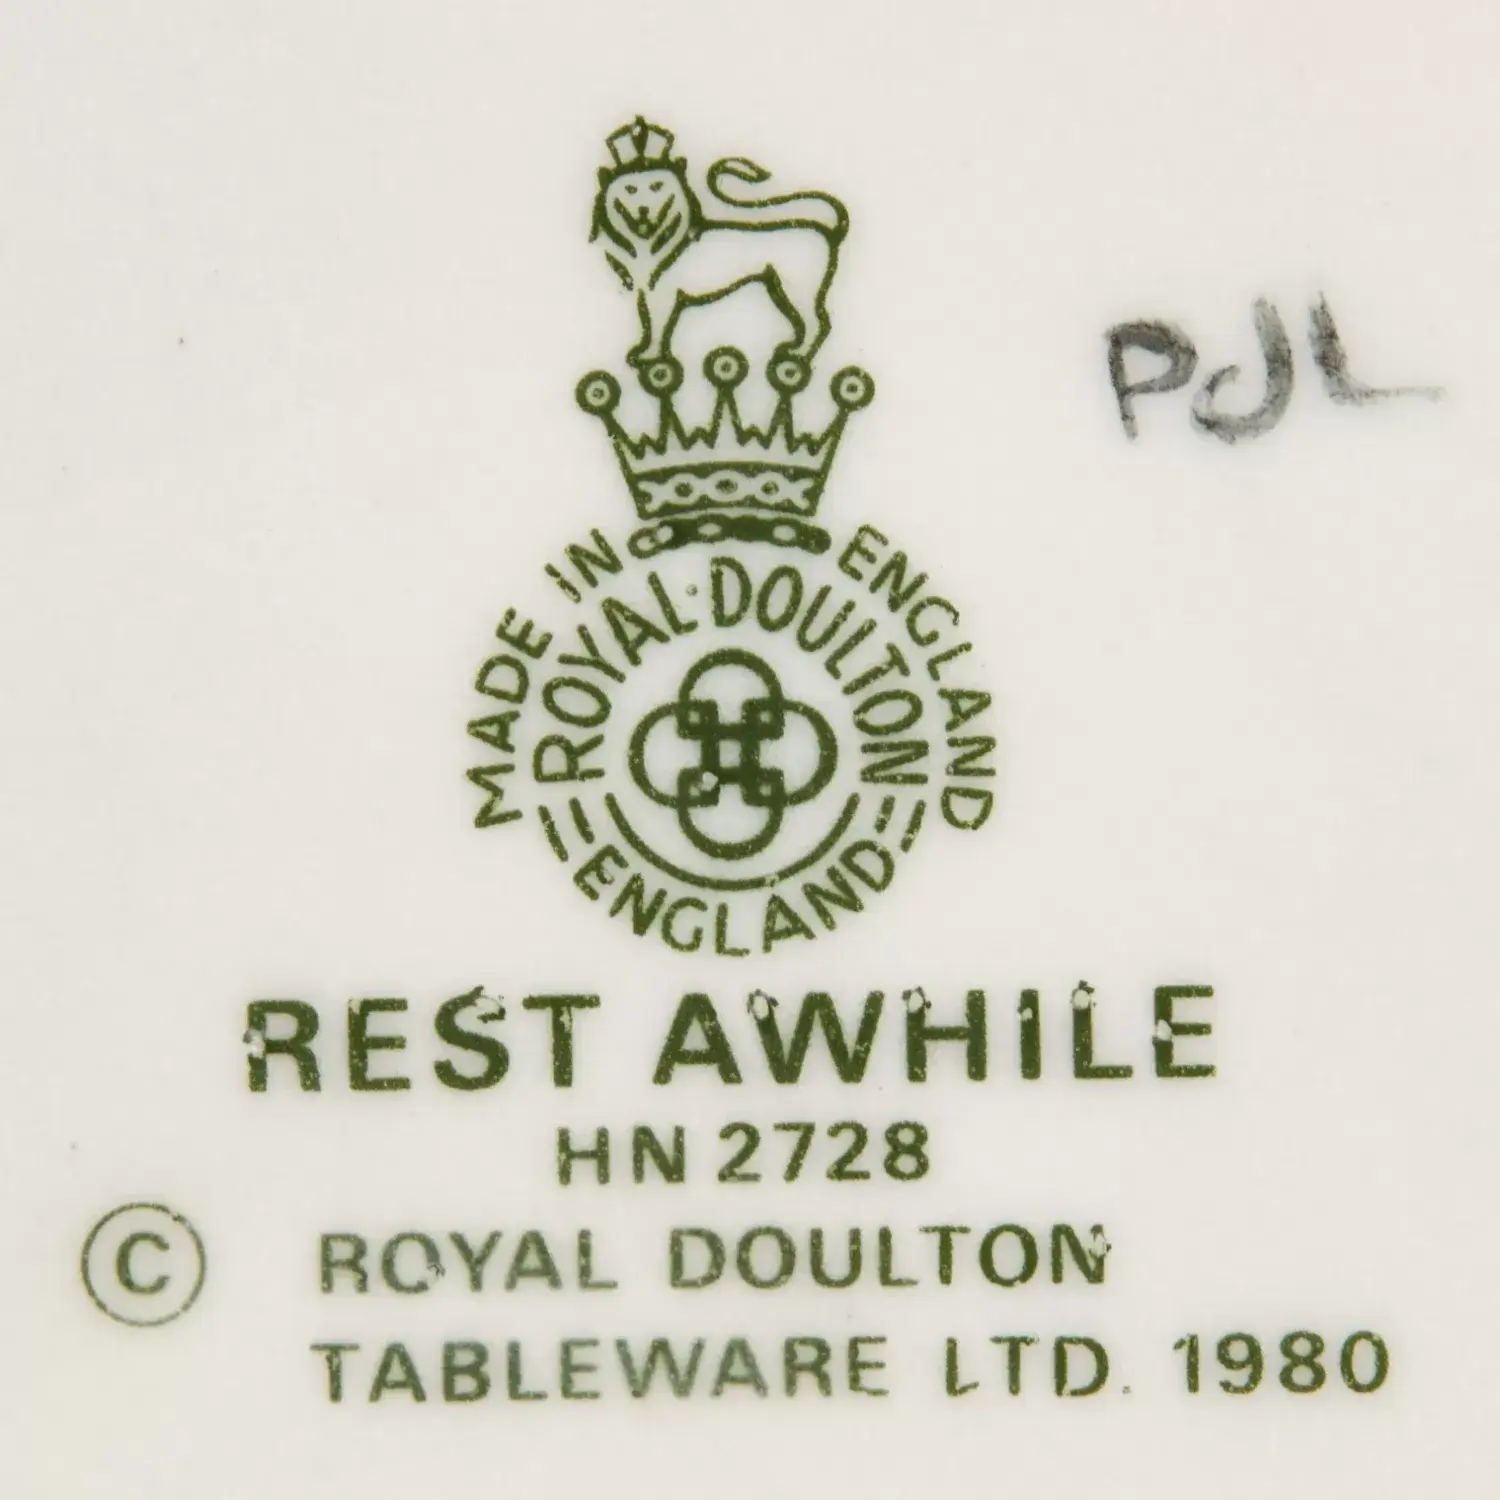 PJL
MADE IN ENGLAND
ROYAL DOULTON
ENGLAND
REST AWHILE
HN 2728
© ROYAL DOULTON
TABLEWARE LTD. 1980